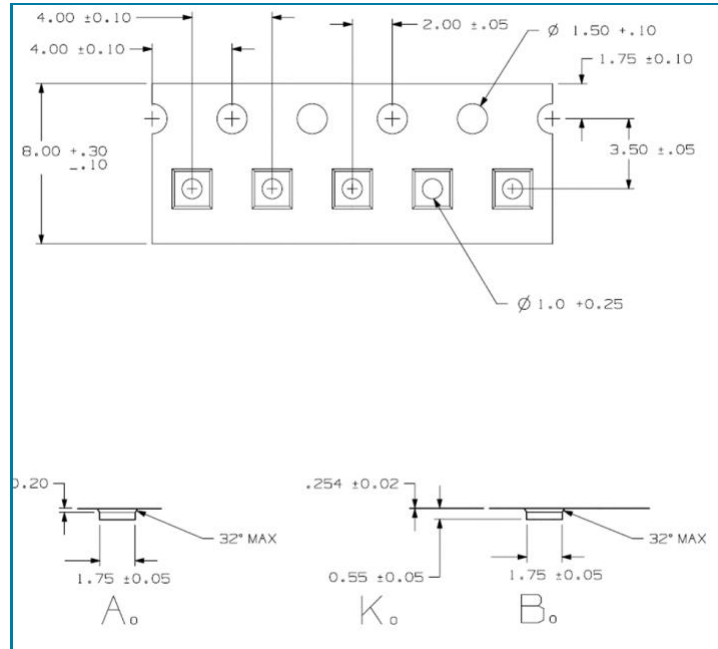 4.00 ±0.10
2.00 ±.05
Ø 1.50 +.10
4.00 ±0.10
1.75 ±0.10
8.00 +.30
-.10
3.50 ±.05
Ø 1.0 +0.25
0.20
.254 ±0.02
32° MAX
32° MAX
1.75 ±0.05
0.55 ±0.05
1.75 ±0.05
A₀
K₀
B₀